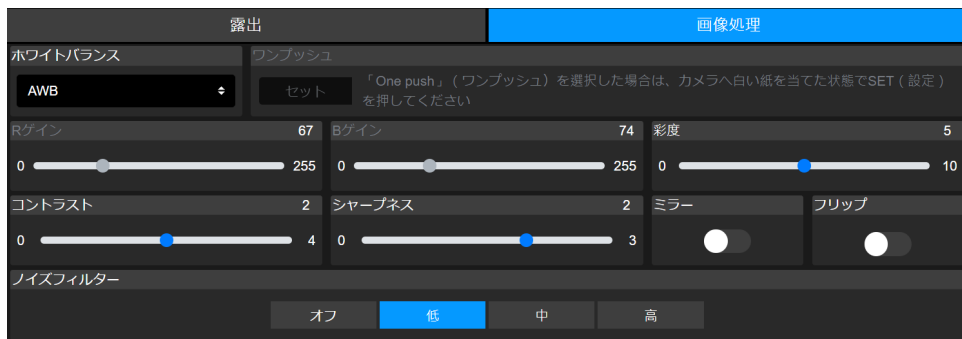 露出 画像処理
ホワイトバランス ワンプッシュ
AWB セット 「One push」(ワンプッシュ)を選択した場合は、カメラへ白い紙を当てた状態でSET(設定)
を押してください
Rゲイン 67 Bゲイン 74 彩度 5
0 255 0 255 0 10
コントラスト 2 シャープネス 2 ミラー フリップ
0 4 0 3
ノイズフィルター
オフ 低 中 高